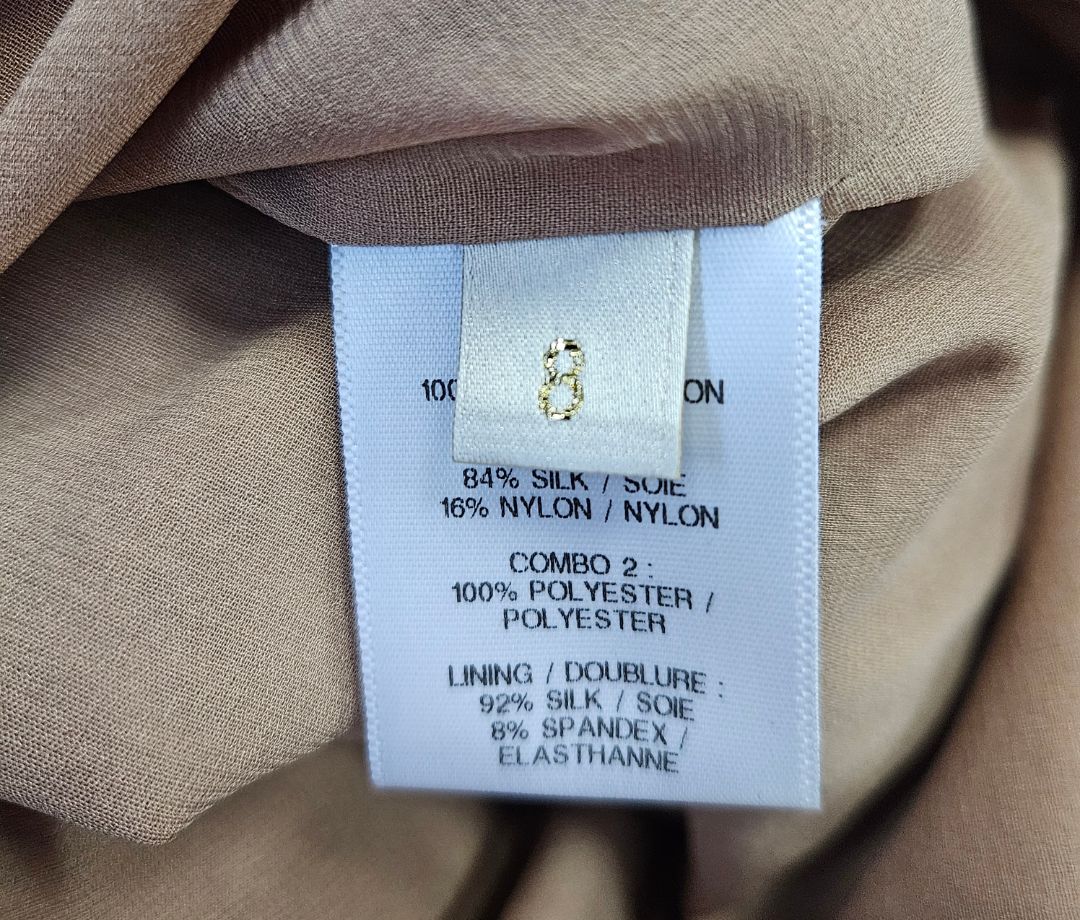 8
84% SILK / SOIE
16% NYLON / NYLON
COMBO 2 :
100% POLYESTER /
POLYESTER
LINING / DOUBLURE :
92% SILK / SOIE
8% SPANDEX /
ELASTHANNE